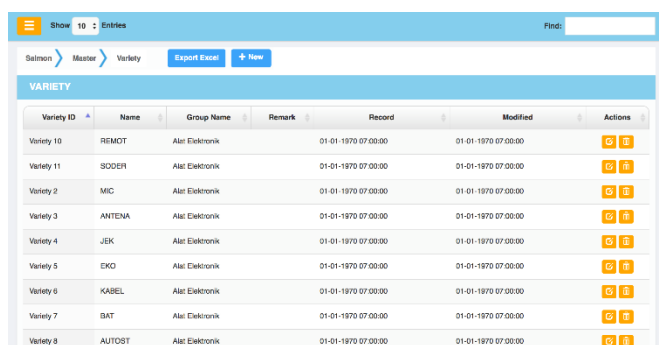 Show 10 Entries Find:
Salmon Master Variety Export Excel + New
VARIETY
Variety ID Name Group Name Remark Record Modified Actions
Variety 10 REMOT Alat Elektronik 01-01-1970 07:00:00 01-01-1970 07:00:00
Variety 11 SODER Alat Elektronik 01-01-1970 07:00:00 01-01-1970 07:00:00
Variety 2 MIC Alat Elektronik 01-01-1970 07:00:00 01-01-1970 07:00:00
Variety 3 ANTENA Alat Elektronik 01-01-1970 07:00:00 01-01-1970 07:00:00
Variety 4 JEK Alat Elektronik 01-01-1970 07:00:00 01-01-1970 07:00:00
Variety 5 EKO Alat Elektronik 01-01-1970 07:00:00 01-01-1970 07:00:00
Variety 6 KABEL Alat Elektronik 01-01-1970 07:00:00 01-01-1970 07:00:00
Variety 7 BAT Alat Elektronik 01-01-1970 07:00:00 01-01-1970 07:00:00
Variety 8 AUTOST Alat Elektronik 01-01-1970 07:00:00 01-01-1970 07:00:00